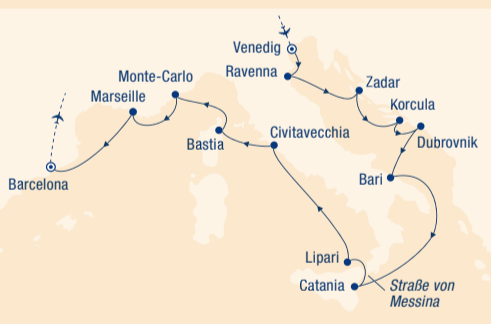 Venedig
Ravenna
Zadar
Monte-Carlo
Korcula
Marseille
Civitavecchia
Dubrovnik
Bastia
Barcelona
Bari
Lipari
Catania
Straße von
Messina